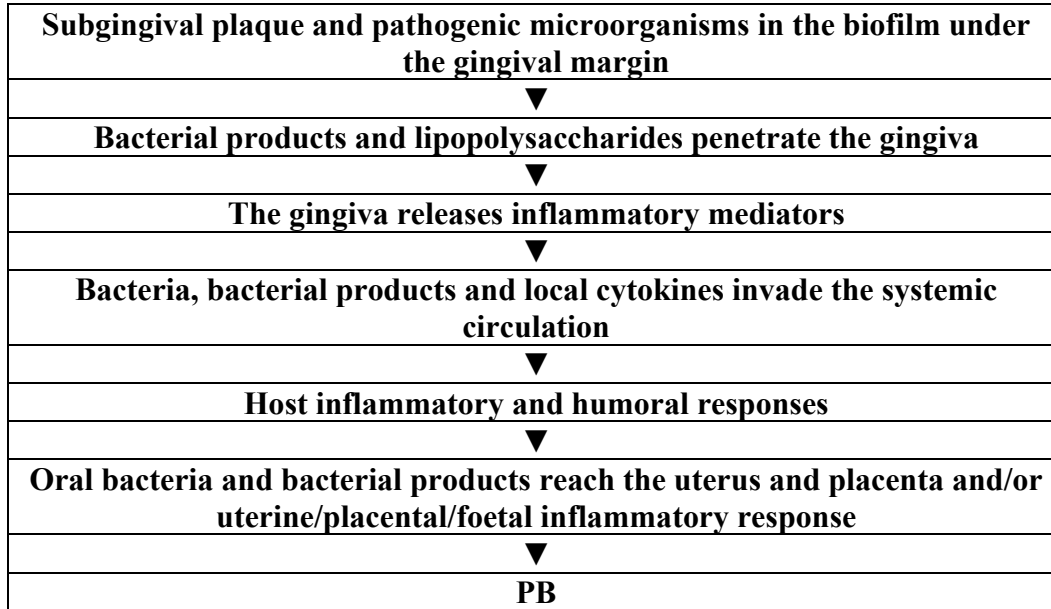 Subgingival plaque and pathogenic microorganisms in the biofilm under
the gingival margin
▼
Bacterial products and lipopolysaccharides penetrate the gingiva
▼
The gingiva releases inflammatory mediators
▼
Bacteria, bacterial products and local cytokines invade the systemic
circulation
▼
Host inflammatory and humoral responses
▼
Oral bacteria and bacterial products reach the uterus and placenta and/or
uterine/placental/foetal inflammatory response
▼
PB